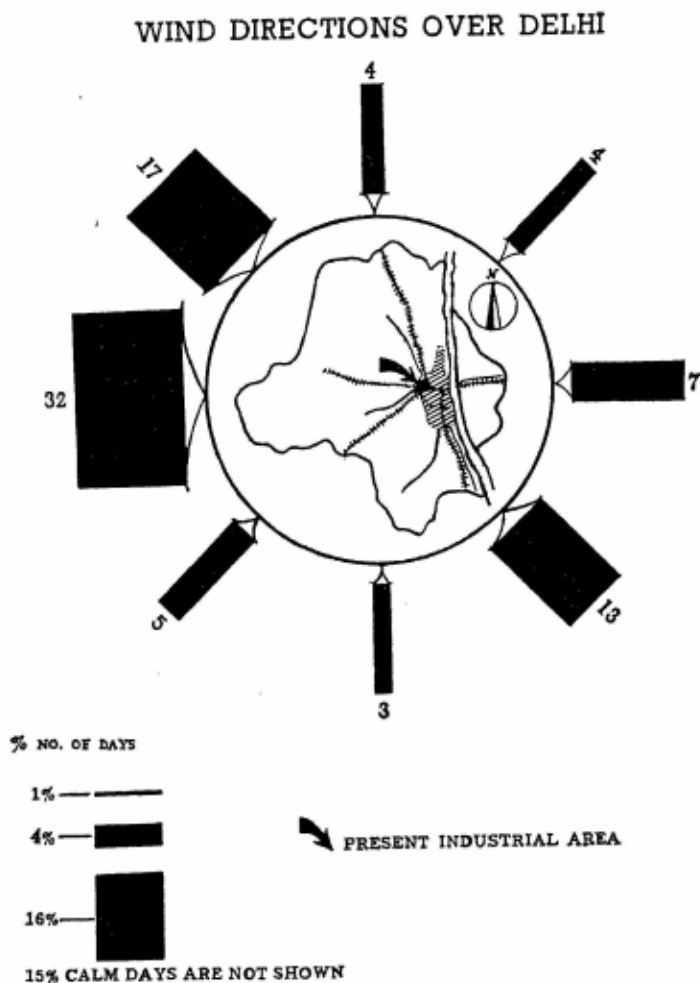 WIND DIRECTIONS OVER DELHI
4
17
4
N
32
7
5
13
3
% NO. OF DAYS
1%
4%
PRESENT INDUSTRIAL AREA
16%
15% CALM DAYS ARE NOT SHOWN